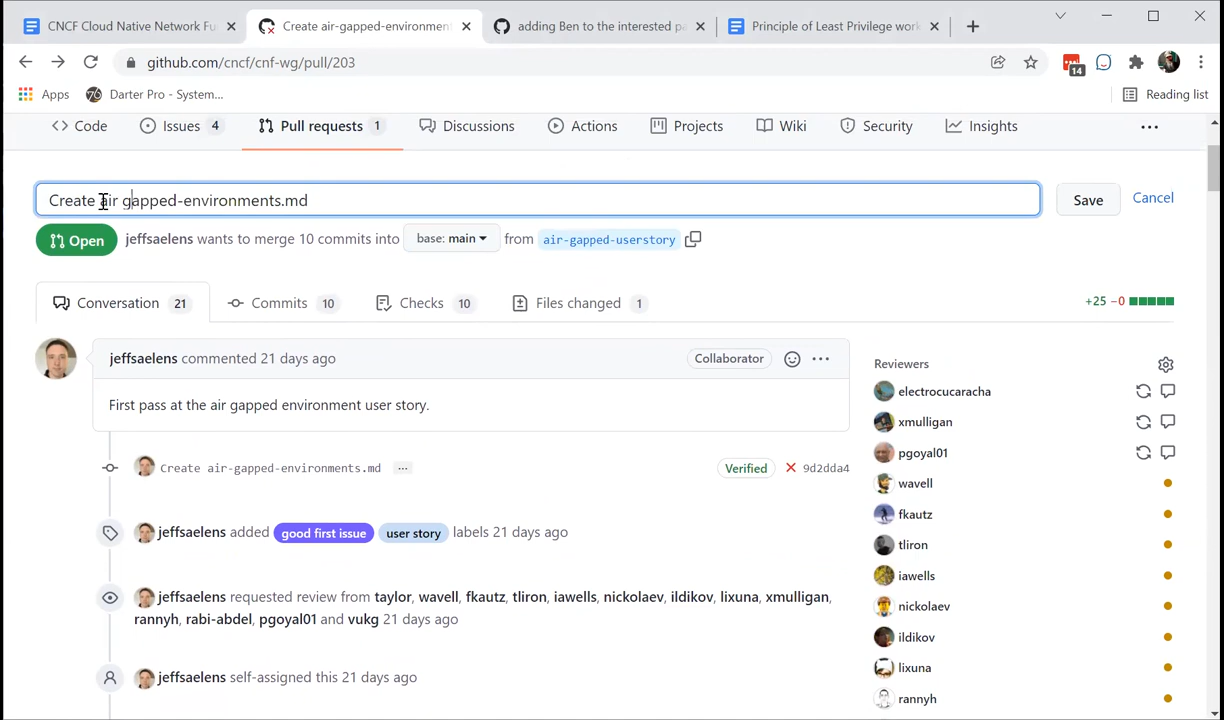 CNCF Cloud Native Network Fu
Create air-gapped-environment
adding Ben to the interested pa
Principle of Least Privilege work
github.com/cncf/cnf-wg/pull/203
14
Apps
Darter Pro - System...
Reading list
Code
Issues 4
Pull requests 1
Discussions
Actions
Projects
Wiki
Security
Insights
Create air gapped-environments.md
Save
Cancel
Open
jeffsaelens wants to merge 10 commits into base: main from air-gapped-userstory
Conversation 21
Commits 10
Checks 10
Files changed 1
+25 −0
jeffsaelens commented 21 days ago
Collaborator
First pass at the air gapped environment user story.
Create air-gapped-environments.md ...
Verified
9d2dda4
jeffsaelens added good first issue user story labels 21 days ago
jeffsaelens requested review from taylor, wavell, fkautz, tliron, iawells, nickolaev, ildikov, lixuna, xmulligan,
rannyh, rabi-abdel, pgoyal01 and vukg 21 days ago
jeffsaelens self-assigned this 21 days ago
Reviewers
electrocucaracha
xmulligan
pgoyal01
wavell
fkautz
tliron
iawells
nickolaev
ildikov
lixuna
rannyh